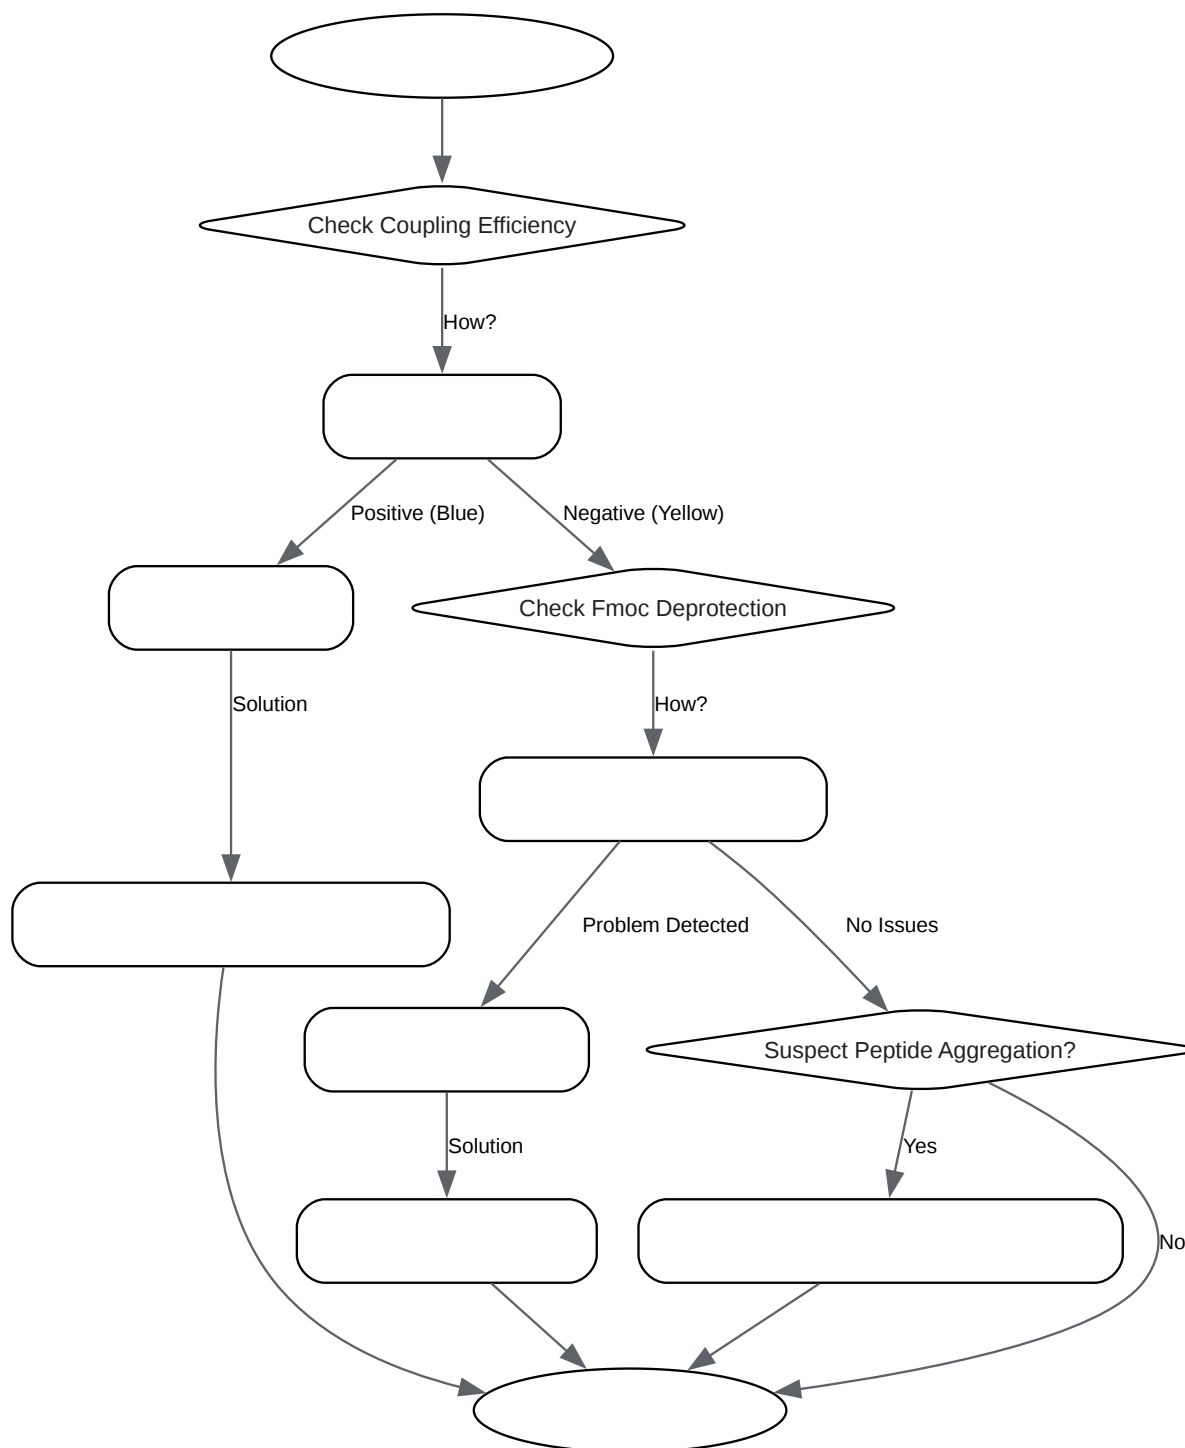 Check Coupling Efficiency
How?
Positive (Blue)
Negative (Yellow)
Check Fmoc Deprotection
Solution
How?
Problem Detected
No Issues
Suspect Peptide Aggregation?
Solution
Yes
No